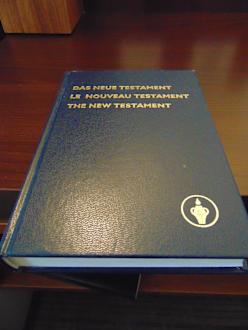 DAS NEUE TESTAMENT
LE NOUVEAU TESTAMENT
THE NEW TESTAMENT